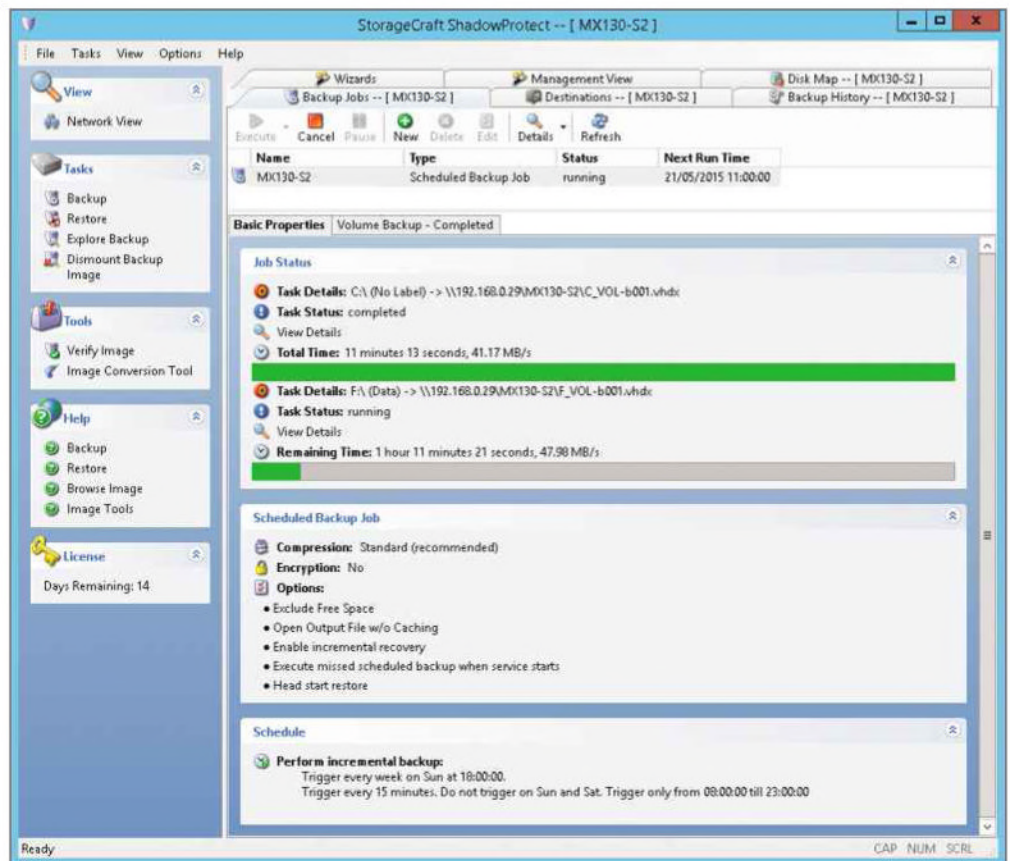 StorageCraft ShadowProtect -- [ MX130-S2 ]
File Tasks View Options Help
View
Network View
Tasks
Backup
Restore
Explore Backup
Dismount Backup
Image
Tools
Verify Image
Image Conversion Tool
Help
Backup
Restore
Browse Image
Image Tools
License
Days Remaining: 14
Wizards Management View Disk Map -- [ MX130-S2 ]
Backup Jobs -- [ MX130-S2 ] Destinations -- [ MX130-S2 ] Backup History -- [ MX130-S2 ]
Execute Cancel Pause New Delete Edit Details Refresh
Name Type Status Next Run Time
MX130-S2 Scheduled Backup Job running 21/05/2015 11:00:00
Basic Properties Volume Backup - Completed
Job Status
Task Details: C:\ (No Label) -> \\192.168.0.29\MX130-S2\C_VOL-b001.vhdx
Task Status: completed
View Details
Total Time: 11 minutes 13 seconds, 41.17 MB/s
Task Details: F:\ (Data) -> \\192.168.0.29\MX130-S2\F_VOL-b001.vhdx
Task Status: running
View Details
Remaining Time: 1 hour 11 minutes 21 seconds, 47.98 MB/s
Scheduled Backup Job
Compression: Standard (recommended)
Encryption: No
Options:
• Exclude Free Space
• Open Output File w/o Caching
• Enable incremental recovery
• Execute missed scheduled backup when service starts
• Head start restore
Schedule
Perform incremental backup:
Trigger every week on Sun at 18:00:00.
Trigger every 15 minutes. Do not trigger on Sun and Sat. Trigger only from 08:00:00 till 23:00:00
Ready CAP NUM SCRL